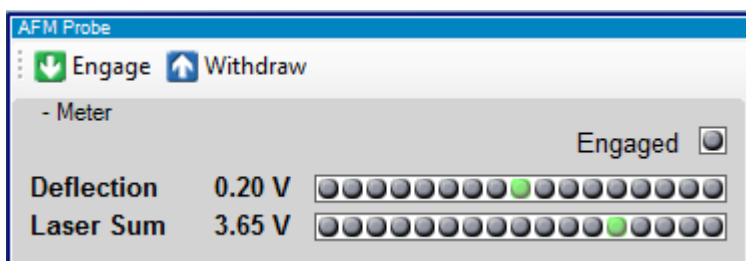 AFM Probe
Engage Withdraw
- Meter
Engaged
Deflection 0.20 V
Laser Sum 3.65 V